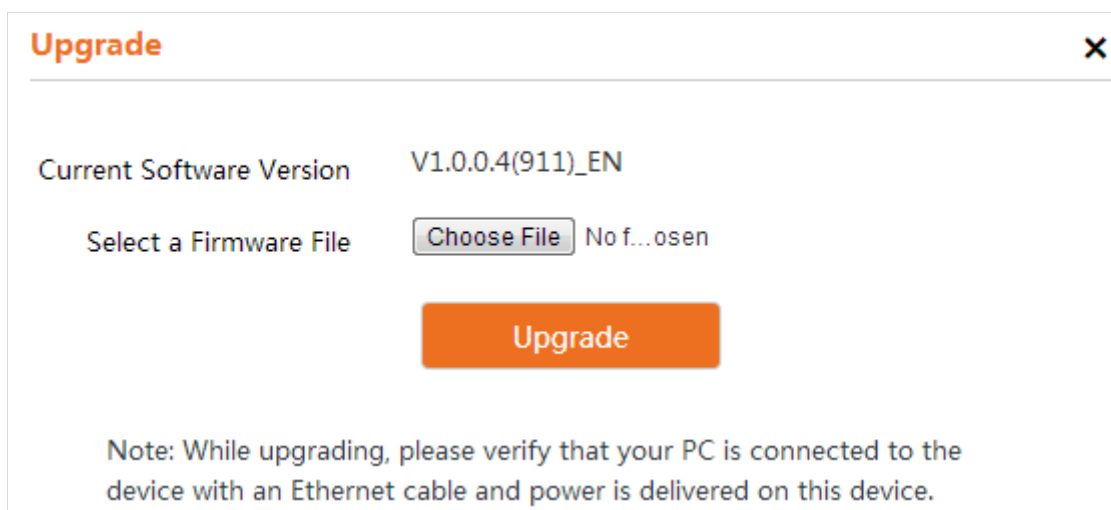 Upgrade
Current Software Version V1.0.0.4(911)_EN
Select a Firmware File Choose File No f...osen
Upgrade
Note: While upgrading, please verify that your PC is connected to the
device with an Ethernet cable and power is delivered on this device.